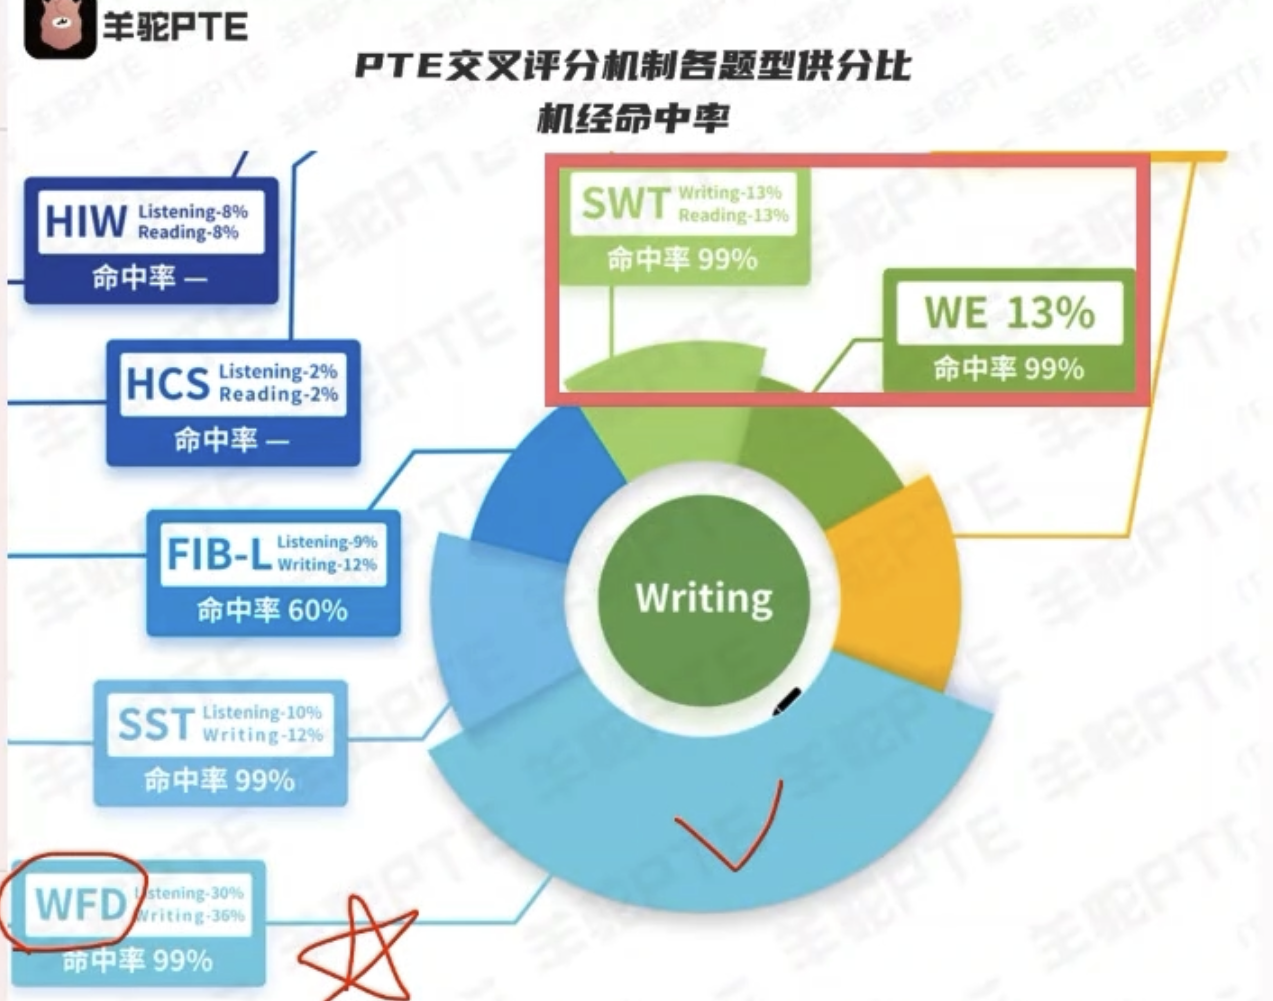 羊驼PTE
PTE交叉评分机制各题型供分比
机经命中率
HIW Listening-8%
Reading-8%
命中率 —
HCS Listening-2%
Reading-2%
命中率 —
FIB-L Listening-9%
Writing-12%
命中率 60%
SST Listening-10%
Writing-12%
命中率 99%
WFD Listening-30%
Writing-36%
命中率 99%
SWT Writing-13%
Reading-13%
命中率 99%
WE 13%
命中率 99%
Writing